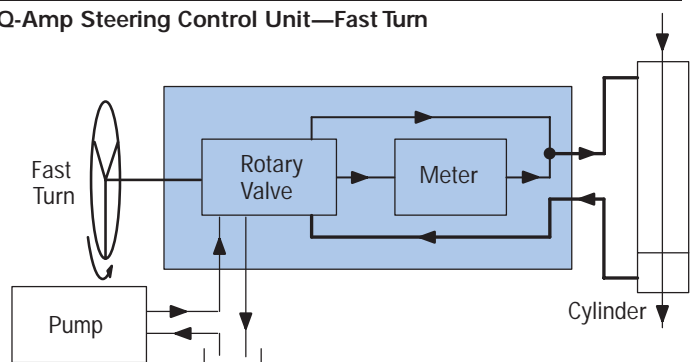 Q-Amp Steering Control Unit—Fast Turn
Fast
Turn
Rotary
Valve
Meter
Pump
Cylinder